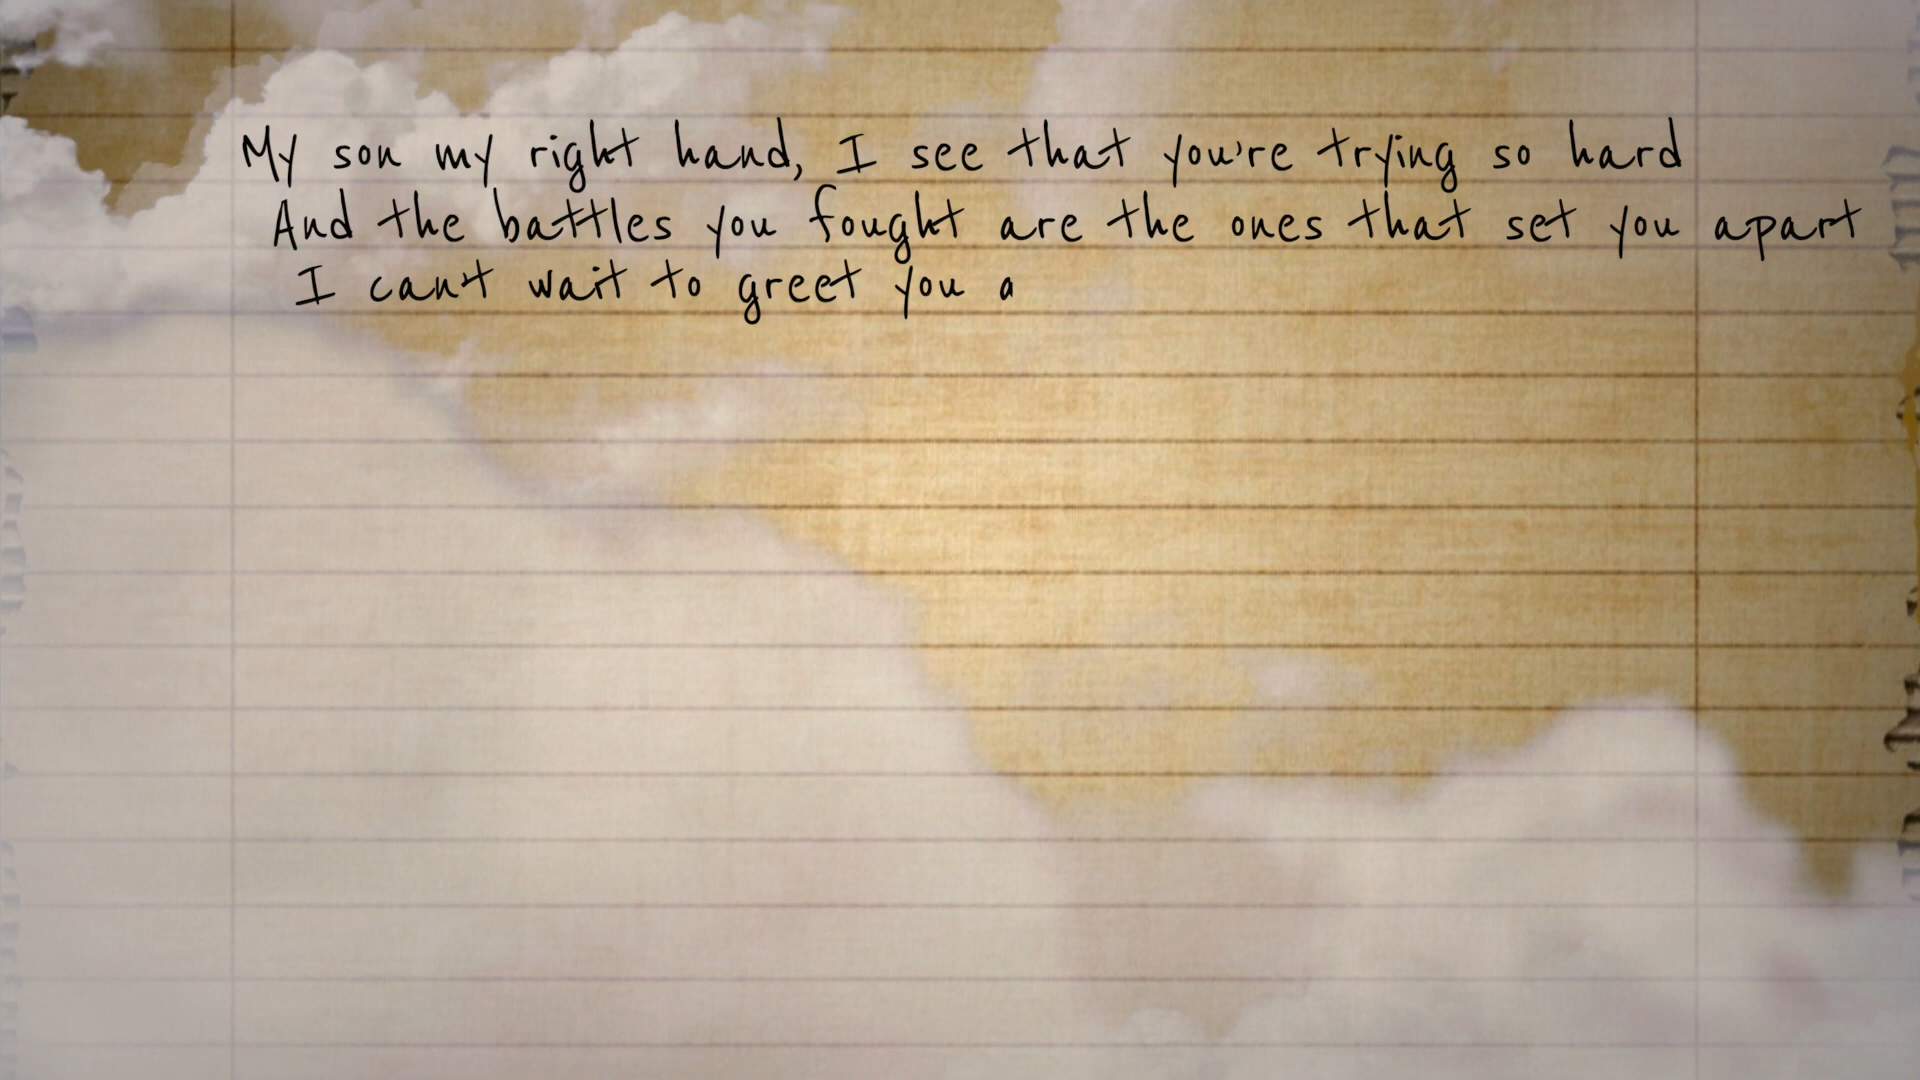 My son my right hand, I see that you're trying so hard
And the battles you fought are the ones that set you apart
I can't wait to greet you a